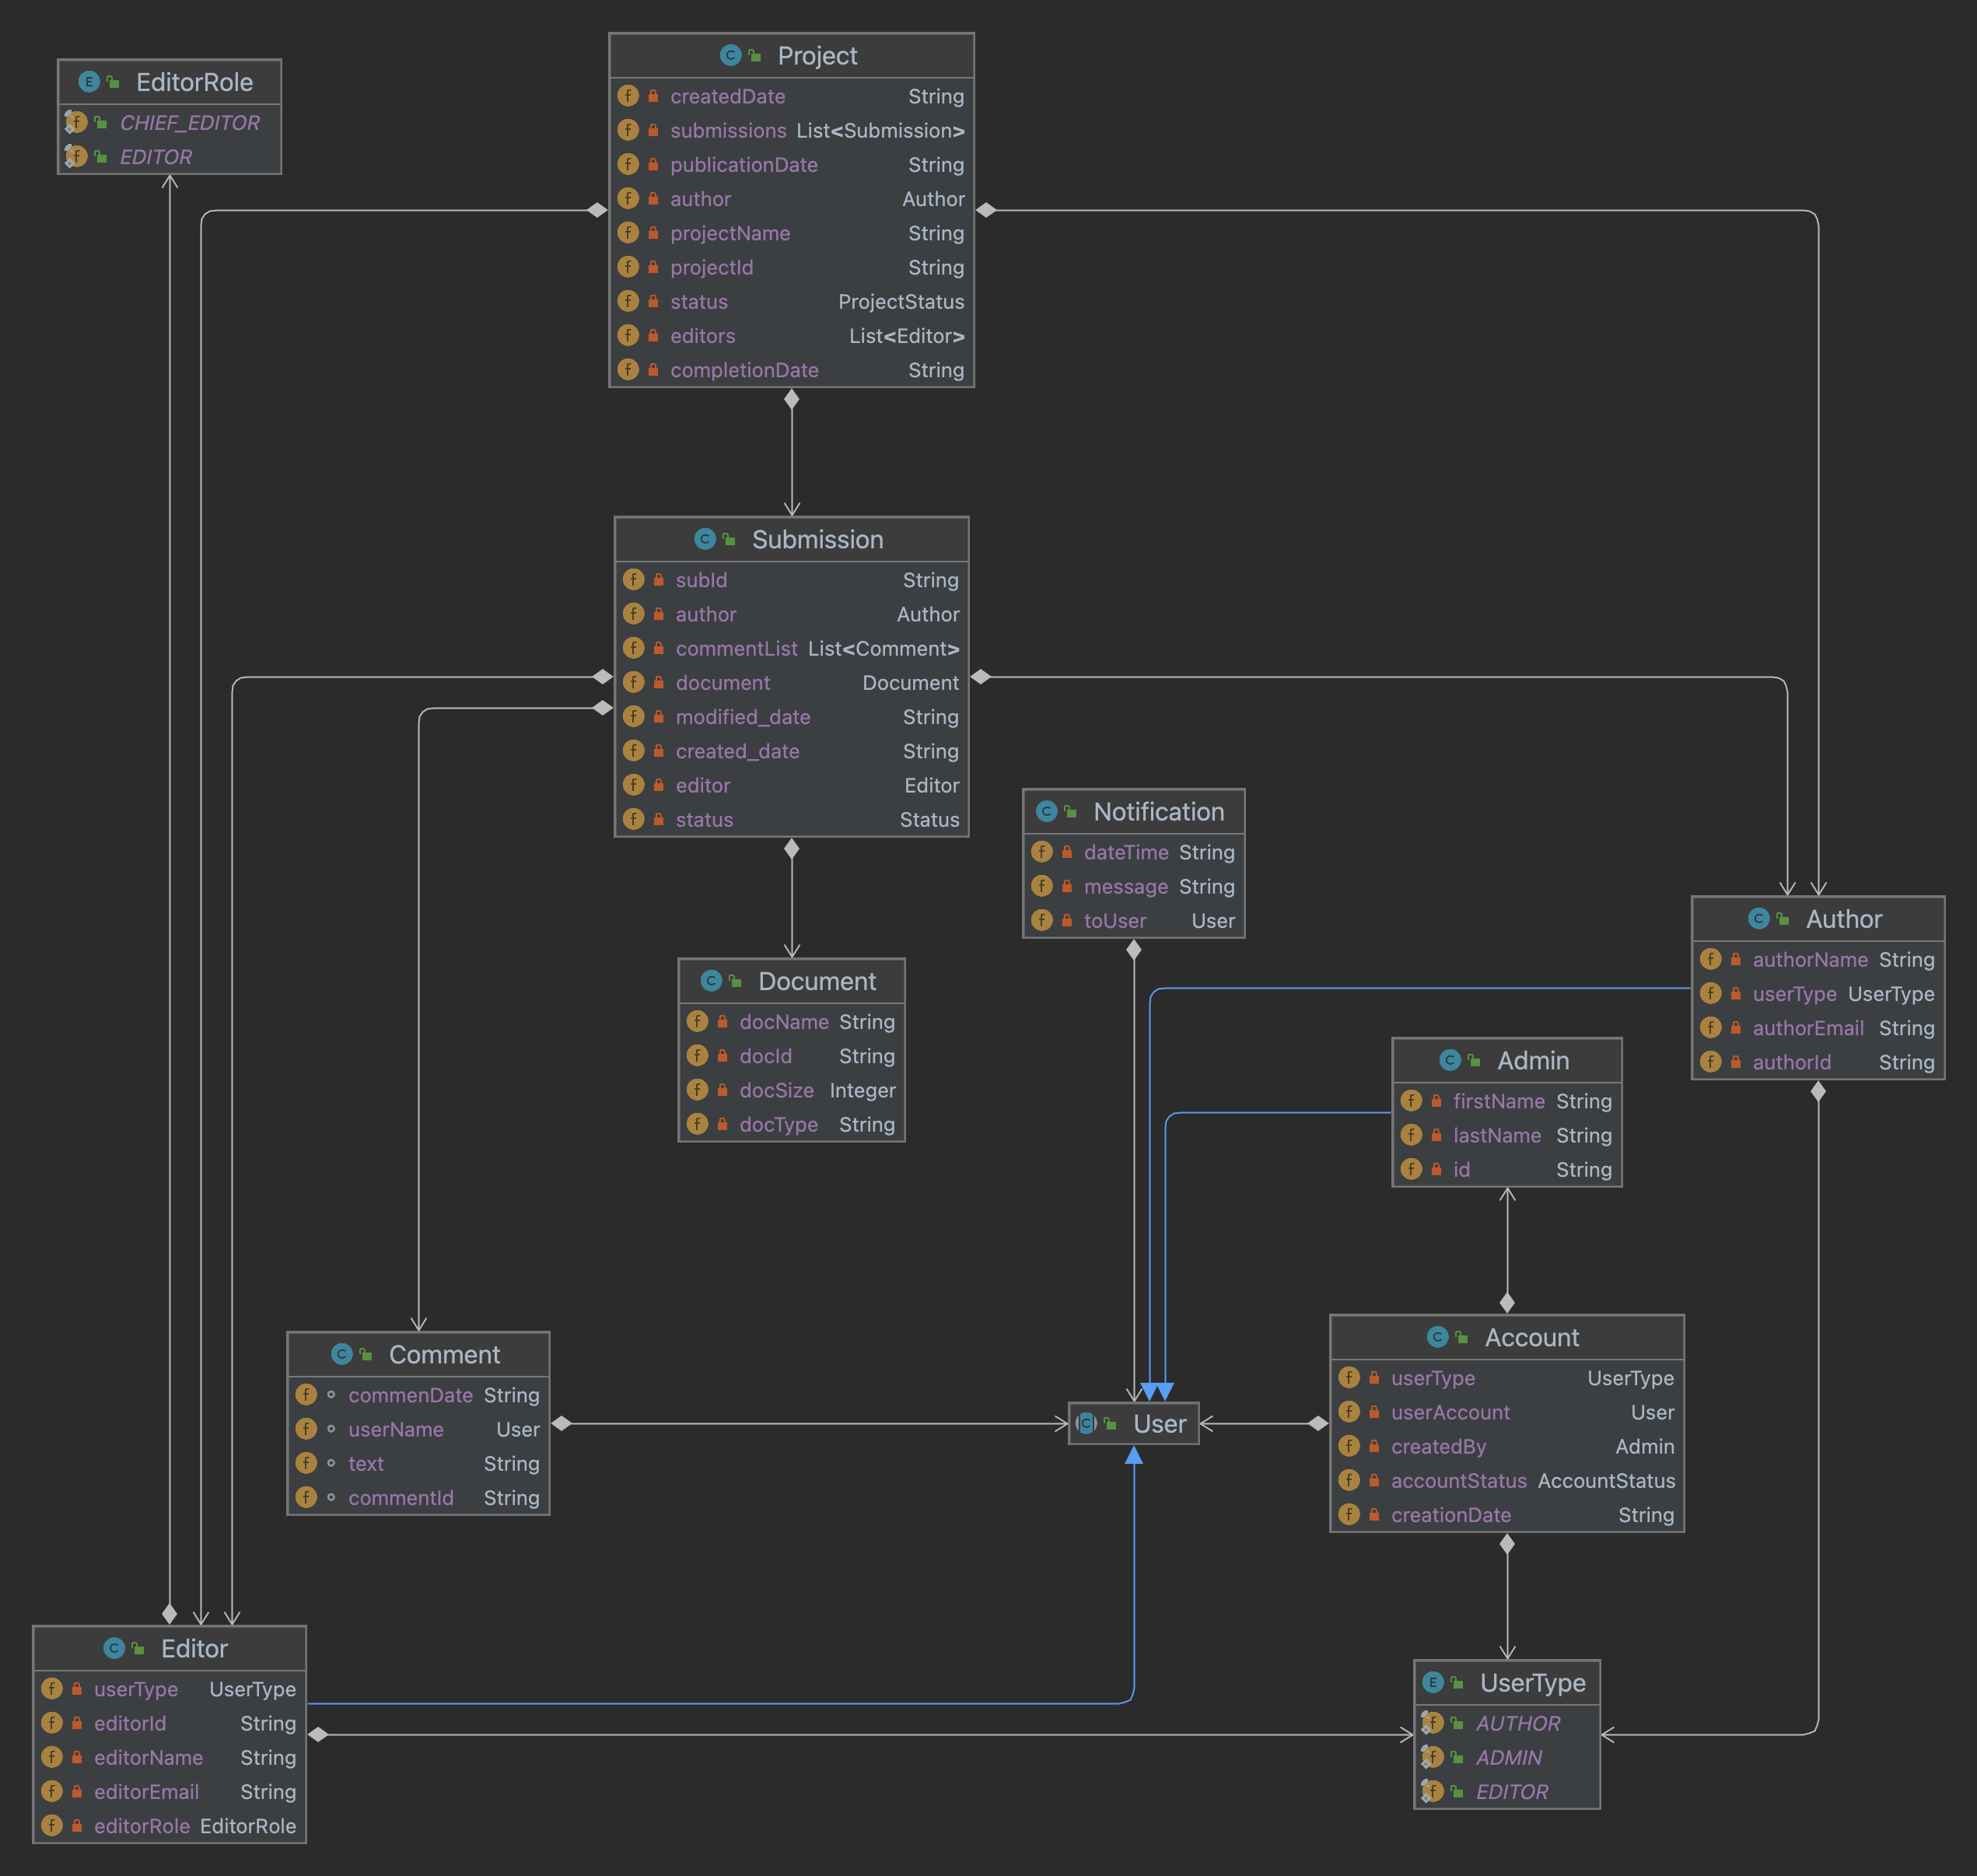 EditorRole
CHIEF_EDITOR
EDITOR
Project
createdDate String
submissions List<Submission>
publicationDate String
author Author
projectName String
projectId String
status ProjectStatus
editors List<Editor>
completionDate String
Submission
subId String
author Author
commentList List<Comment>
document Document
modified_date String
created_date String
editor Editor
status Status
Notification
dateTime String
message String
toUser User
Author
authorName String
userType UserType
authorEmail String
authorId String
Document
docName String
docId String
docSize Integer
docType String
Admin
firstName String
lastName String
id String
Comment
commenDate String
userName User
text String
commentId String
User
Account
userType UserType
userAccount User
createdBy Admin
accountStatus AccountStatus
creationDate String
Editor
userType UserType
editorId String
editorName String
editorEmail String
editorRole EditorRole
UserType
AUTHOR
ADMIN
EDITOR